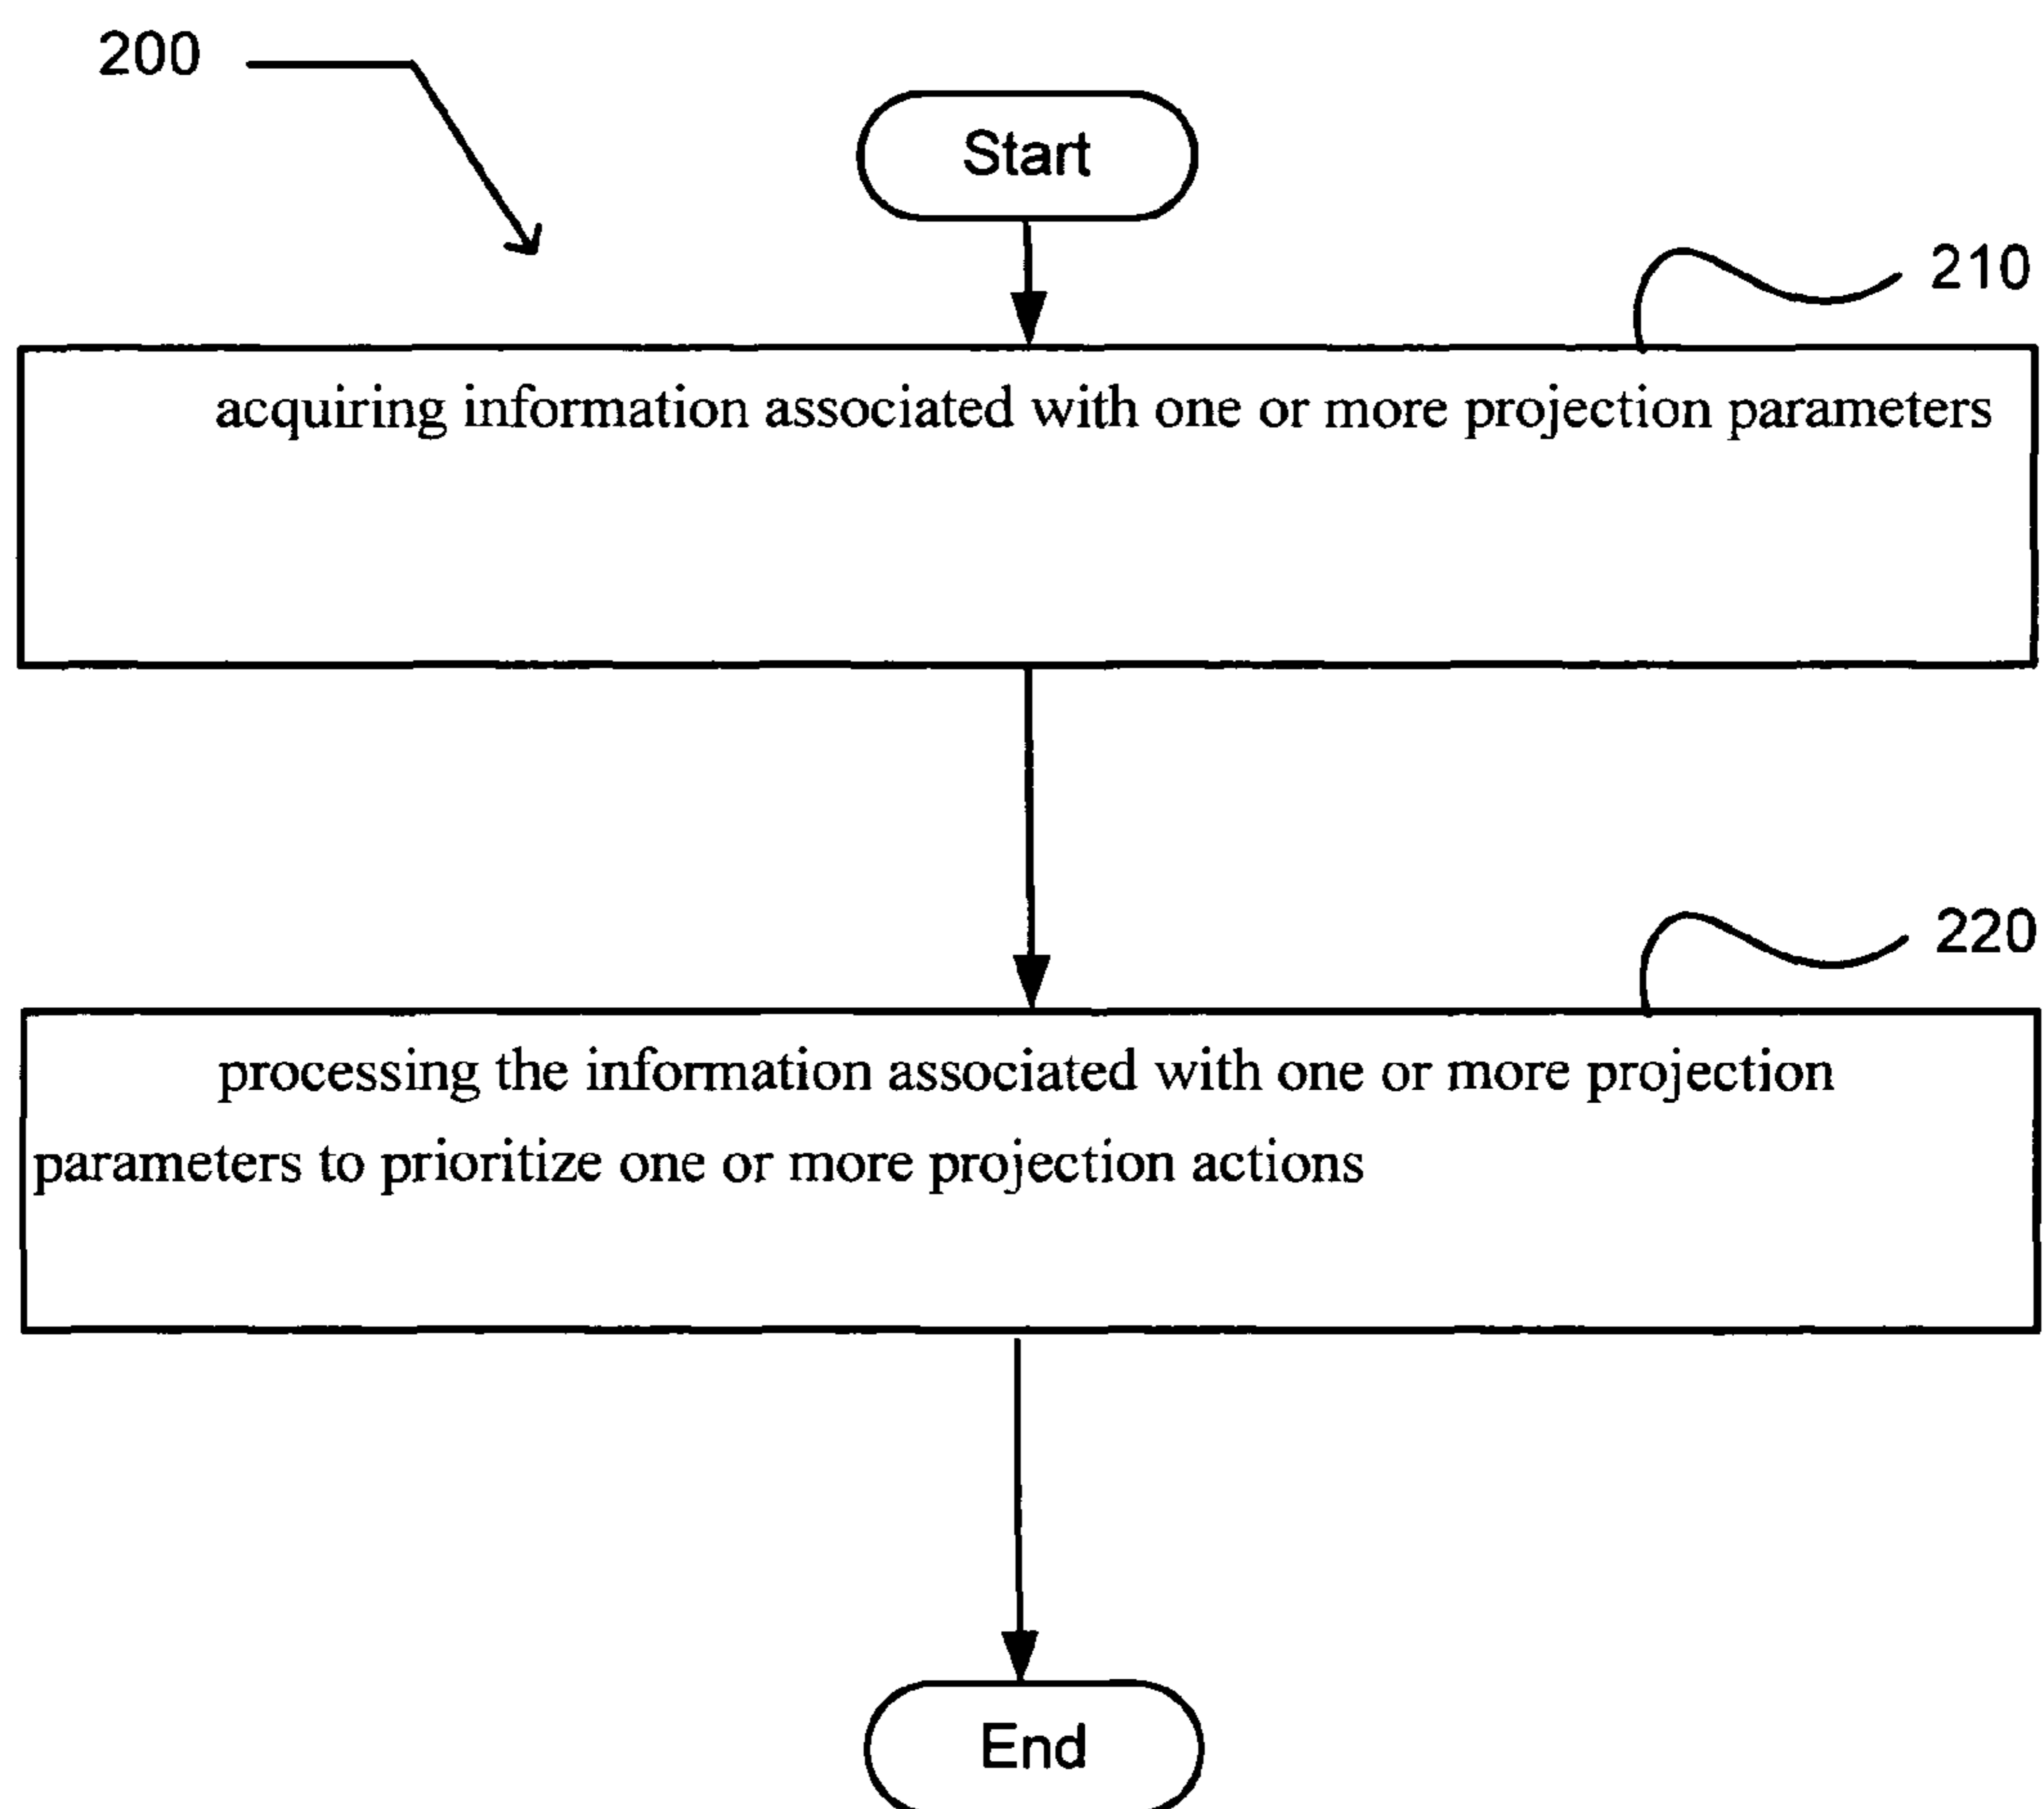 200
Start
210
acquiring information associated with one or more projection parameters
220
processing the information associated with one or more projection
parameters to prioritize one or more projection actions
End